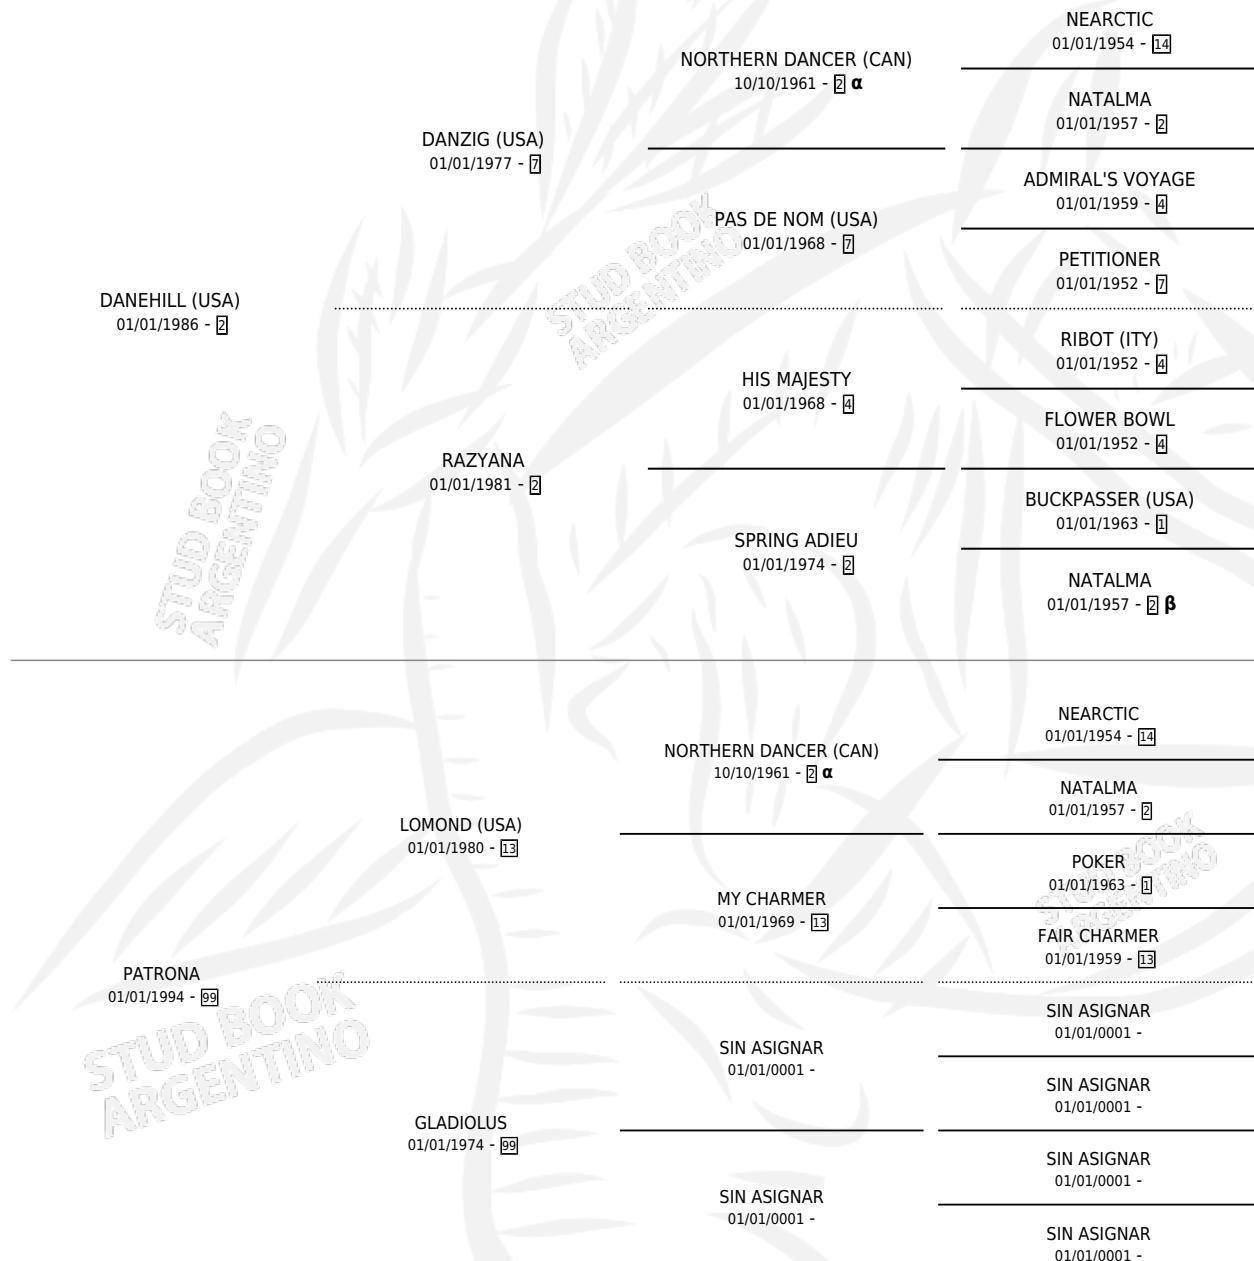 NEARCTIC
01/01/1954 - 14
NORTHERN DANCER (CAN)
10/10/1961 - 2 α
NATALMA
01/01/1957 - 2
DANZIG (USA)
01/01/1977 - 7
ADMIRAL'S VOYAGE
01/01/1959 - 4
PAS DE NOM (USA)
01/01/1968 - 7
PETITIONER
01/01/1952 - 7
DANEHILL (USA)
01/01/1986 - 2
RIBOT (ITY)
01/01/1952 - 4
HIS MAJESTY
01/01/1968 - 4
FLOWER BOWL
01/01/1952 - 4
RAZYANA
01/01/1981 - 2
BUCKPASSER (USA)
01/01/1963 - 1
SPRING ADIEU
01/01/1974 - 2
NATALMA
01/01/1957 - 2 β
STUD BOOK
ARGENTINO
STUD BOOK
ARGENTINO
NEARCTIC
01/01/1954 - 14
NORTHERN DANCER (CAN)
10/10/1961 - 2 α
NATALMA
01/01/1957 - 2
LOMOND (USA)
01/01/1980 - 13
POKER
01/01/1963 - 1
MY CHARMER
01/01/1969 - 13
FAIR CHARMER
01/01/1959 - 13
PATRONA
01/01/1994 - 99
SIN ASIGNAR
01/01/0001 -
SIN ASIGNAR
01/01/0001 -
SIN ASIGNAR
01/01/0001 -
GLADIOLUS
01/01/1974 - 99
SIN ASIGNAR
01/01/0001 -
SIN ASIGNAR
01/01/0001 -
SIN ASIGNAR
01/01/0001 -
STUD BOOK
ARGENTINO
STUD BOOK
ARGENTINO